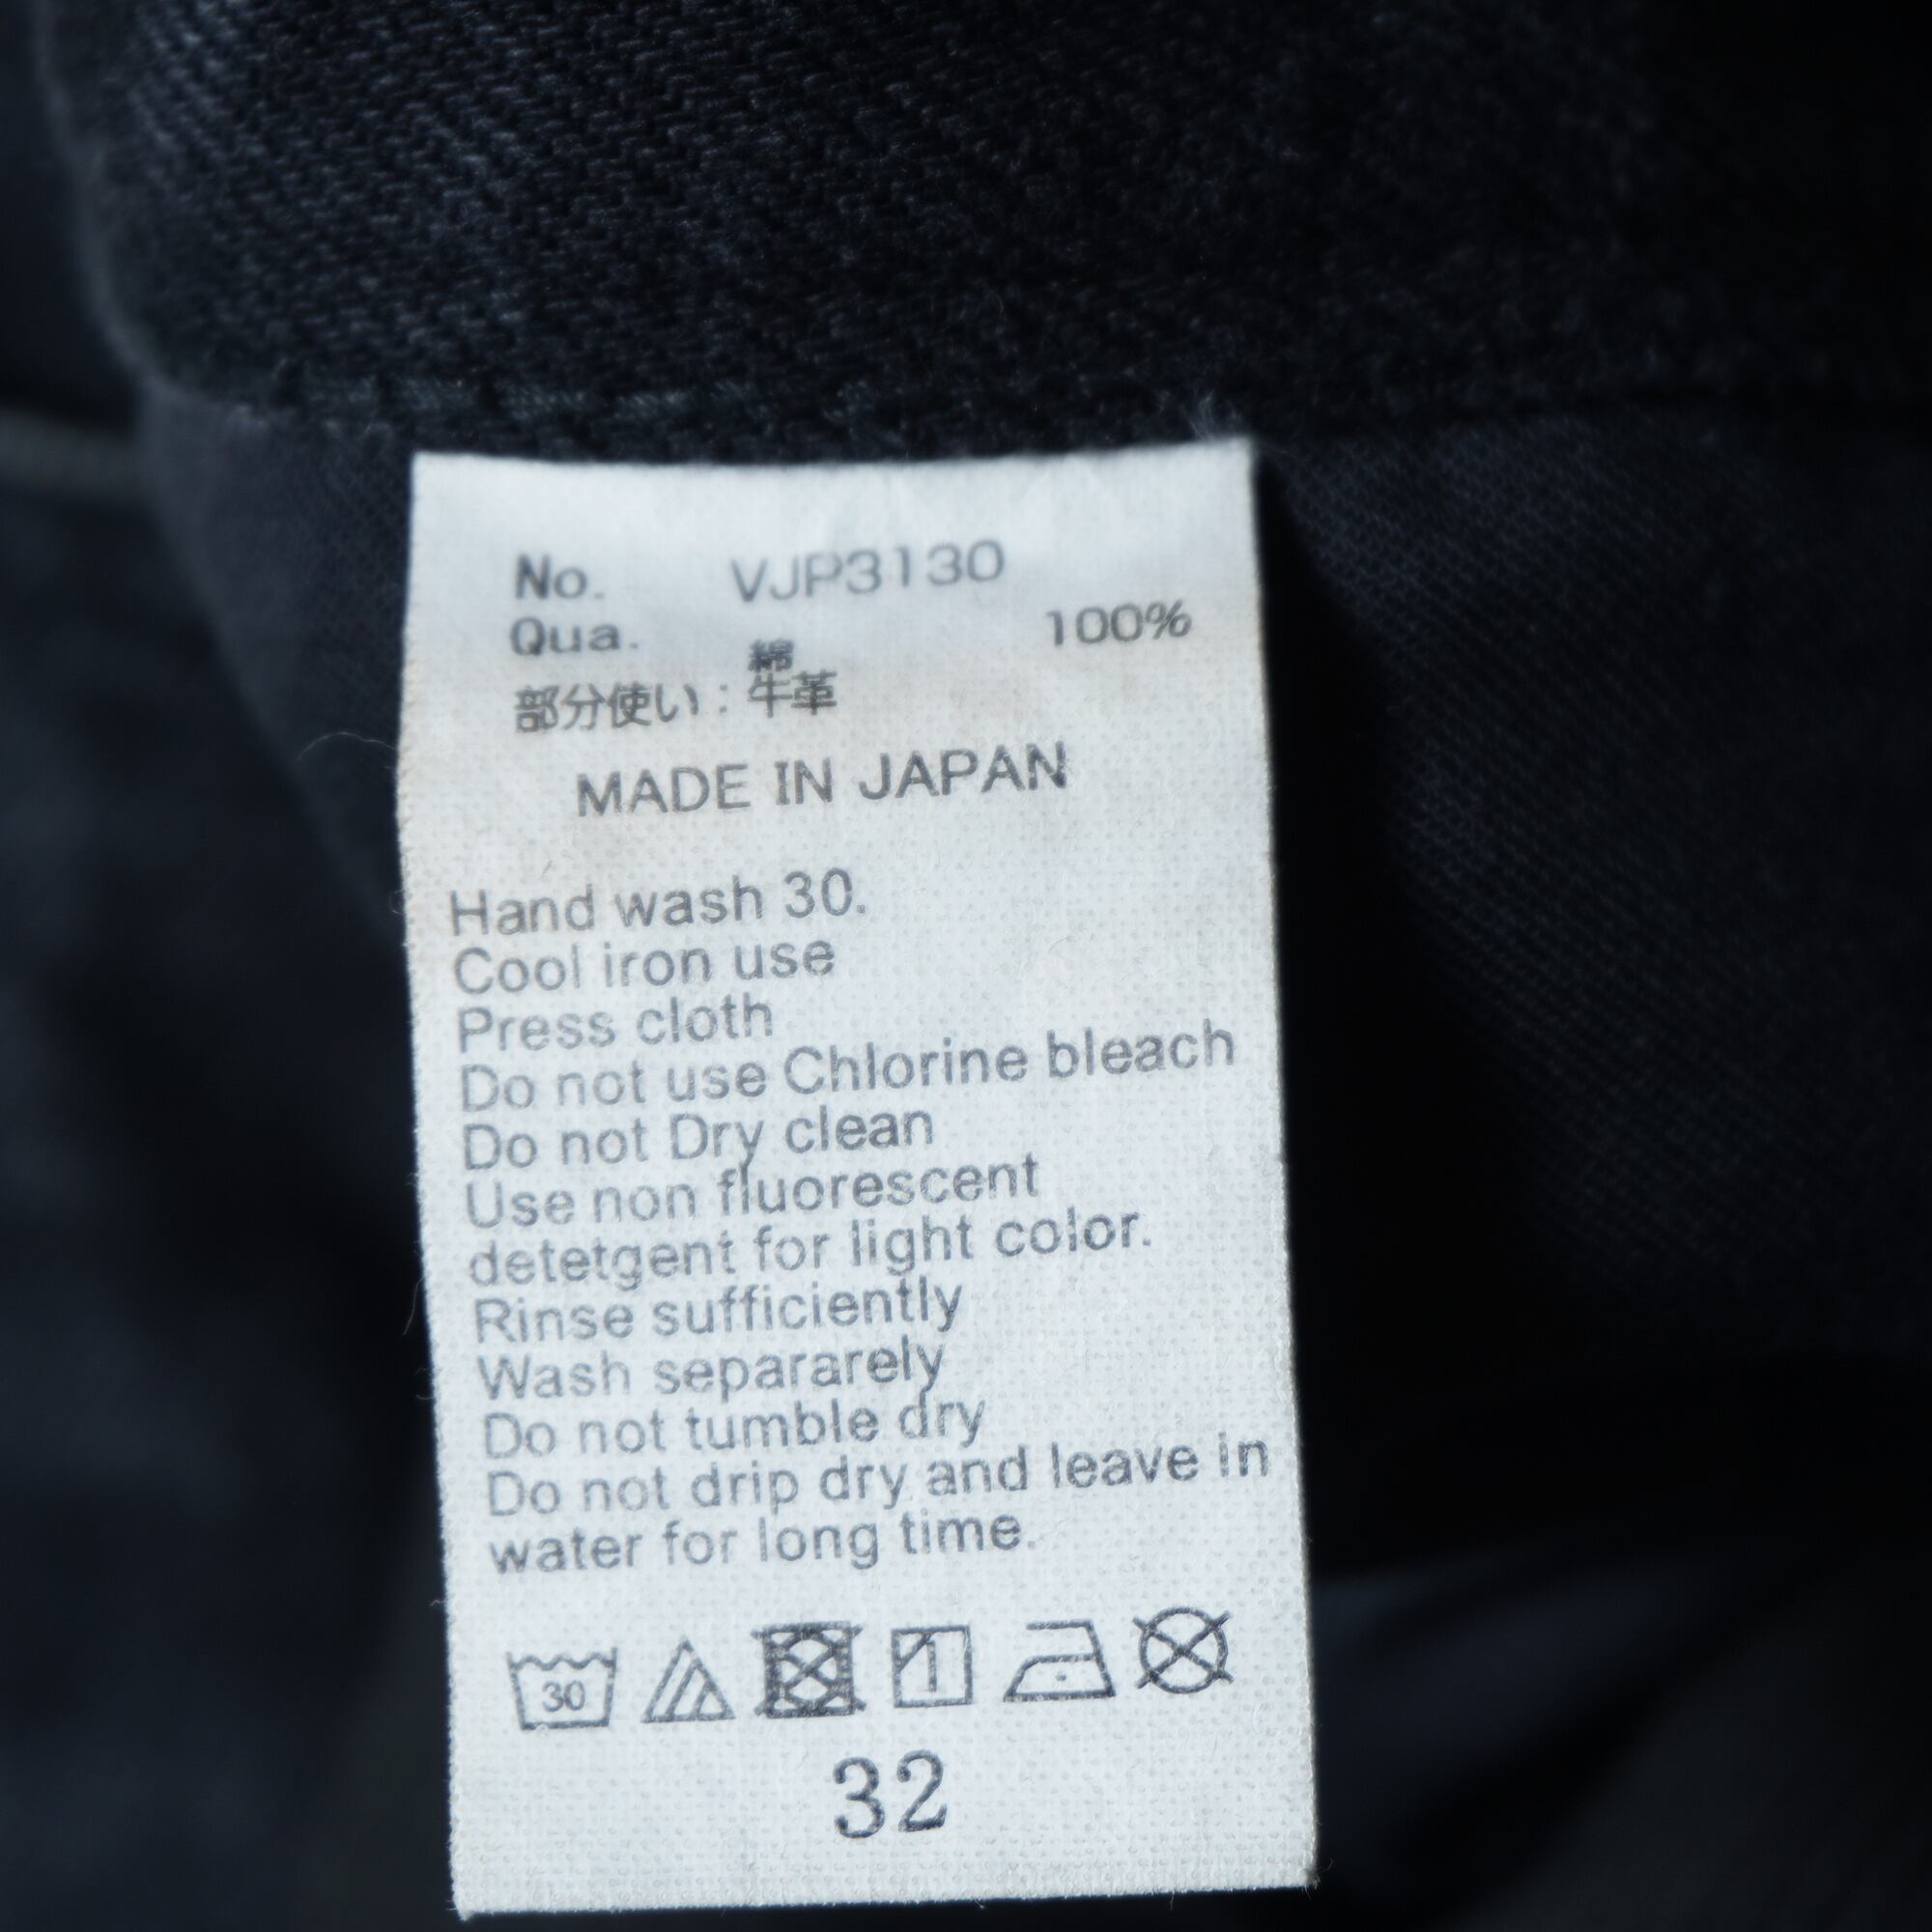 No. VJP3130
Qua. 綿 100%
部分使い: 牛革
MADE IN JAPAN
Hand wash 30.
Cool iron use
Press cloth
Do not use Chlorine bleach
Do not Dry clean
Use non fluorescent
detetgent for light color.
Rinse sufficiently
Wash separarely
Do not tumble dry
Do not drip dry and leave in
water for long time.
30 1
32